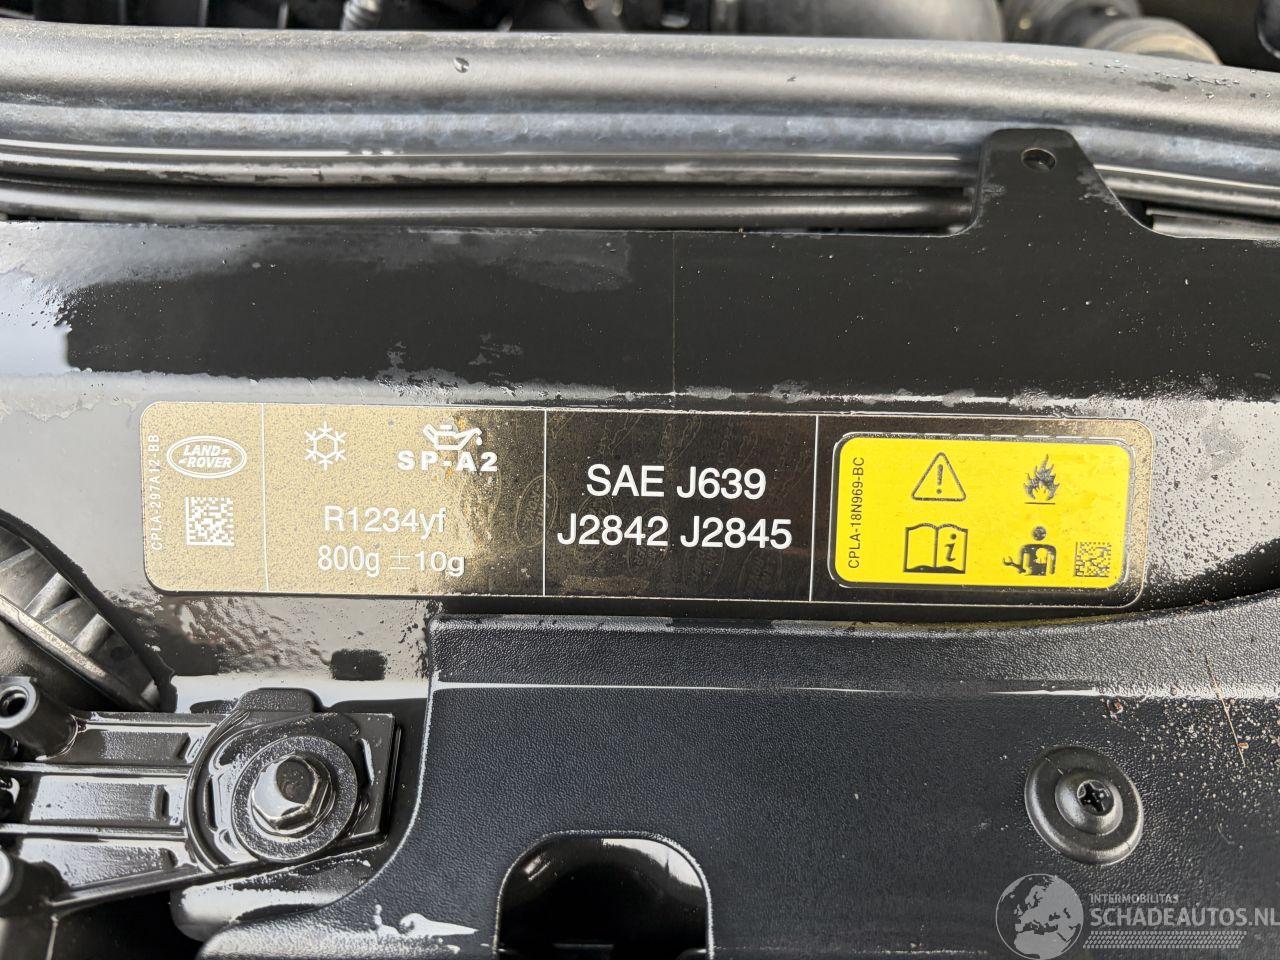 CPLA-19J297A12-BB
LAND-
-ROVER
SP-A2
R1234yf
800g ±10g
SAE J639
J2842 J2845
CPLA-18N969-BC
INTERMOBILITAS
SCHADEAUTOS.NL